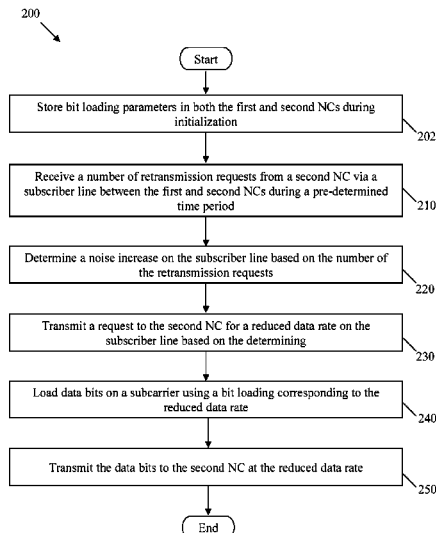 200
Start
Store bit loading parameters in both the first and second NCs during
initialization
202
Receive a number of retransmission requests from a second NC via a
subscriber line between the first and second NCs during a pre-determined
time period
210
Determine a noise increase on the subscriber line based on the number of
the retransmission requests
220
Transmit a request to the second NC for a reduced data rate on the
subscriber line based on the determining
230
Load data bits on a subcarrier using a bit loading corresponding to the
reduced data rate
240
Transmit the data bits to the second NC at the reduced data rate
250
End